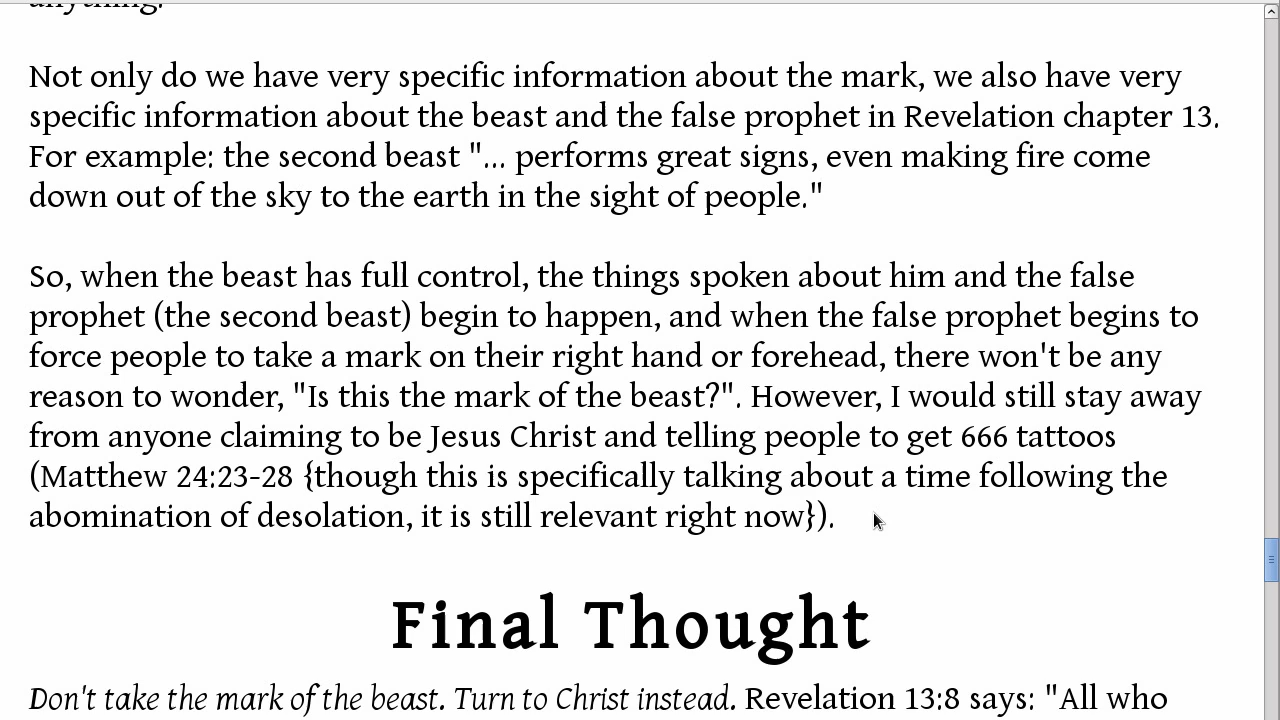 anything.
Not only do we have very specific information about the mark, we also have very
specific information about the beast and the false prophet in Revelation chapter 13.
For example: the second beast "... performs great signs, even making fire come
down out of the sky to the earth in the sight of people."
So, when the beast has full control, the things spoken about him and the false
prophet (the second beast) begin to happen, and when the false prophet begins to
force people to take a mark on their right hand or forehead, there won't be any
reason to wonder, "Is this the mark of the beast?". However, I would still stay away
from anyone claiming to be Jesus Christ and telling people to get 666 tattoos
(Matthew 24:23-28 {though this is specifically talking about a time following the
abomination of desolation, it is still relevant right now}).
Final Thought
Don't take the mark of the beast. Turn to Christ instead. Revelation 13:8 says: "All who